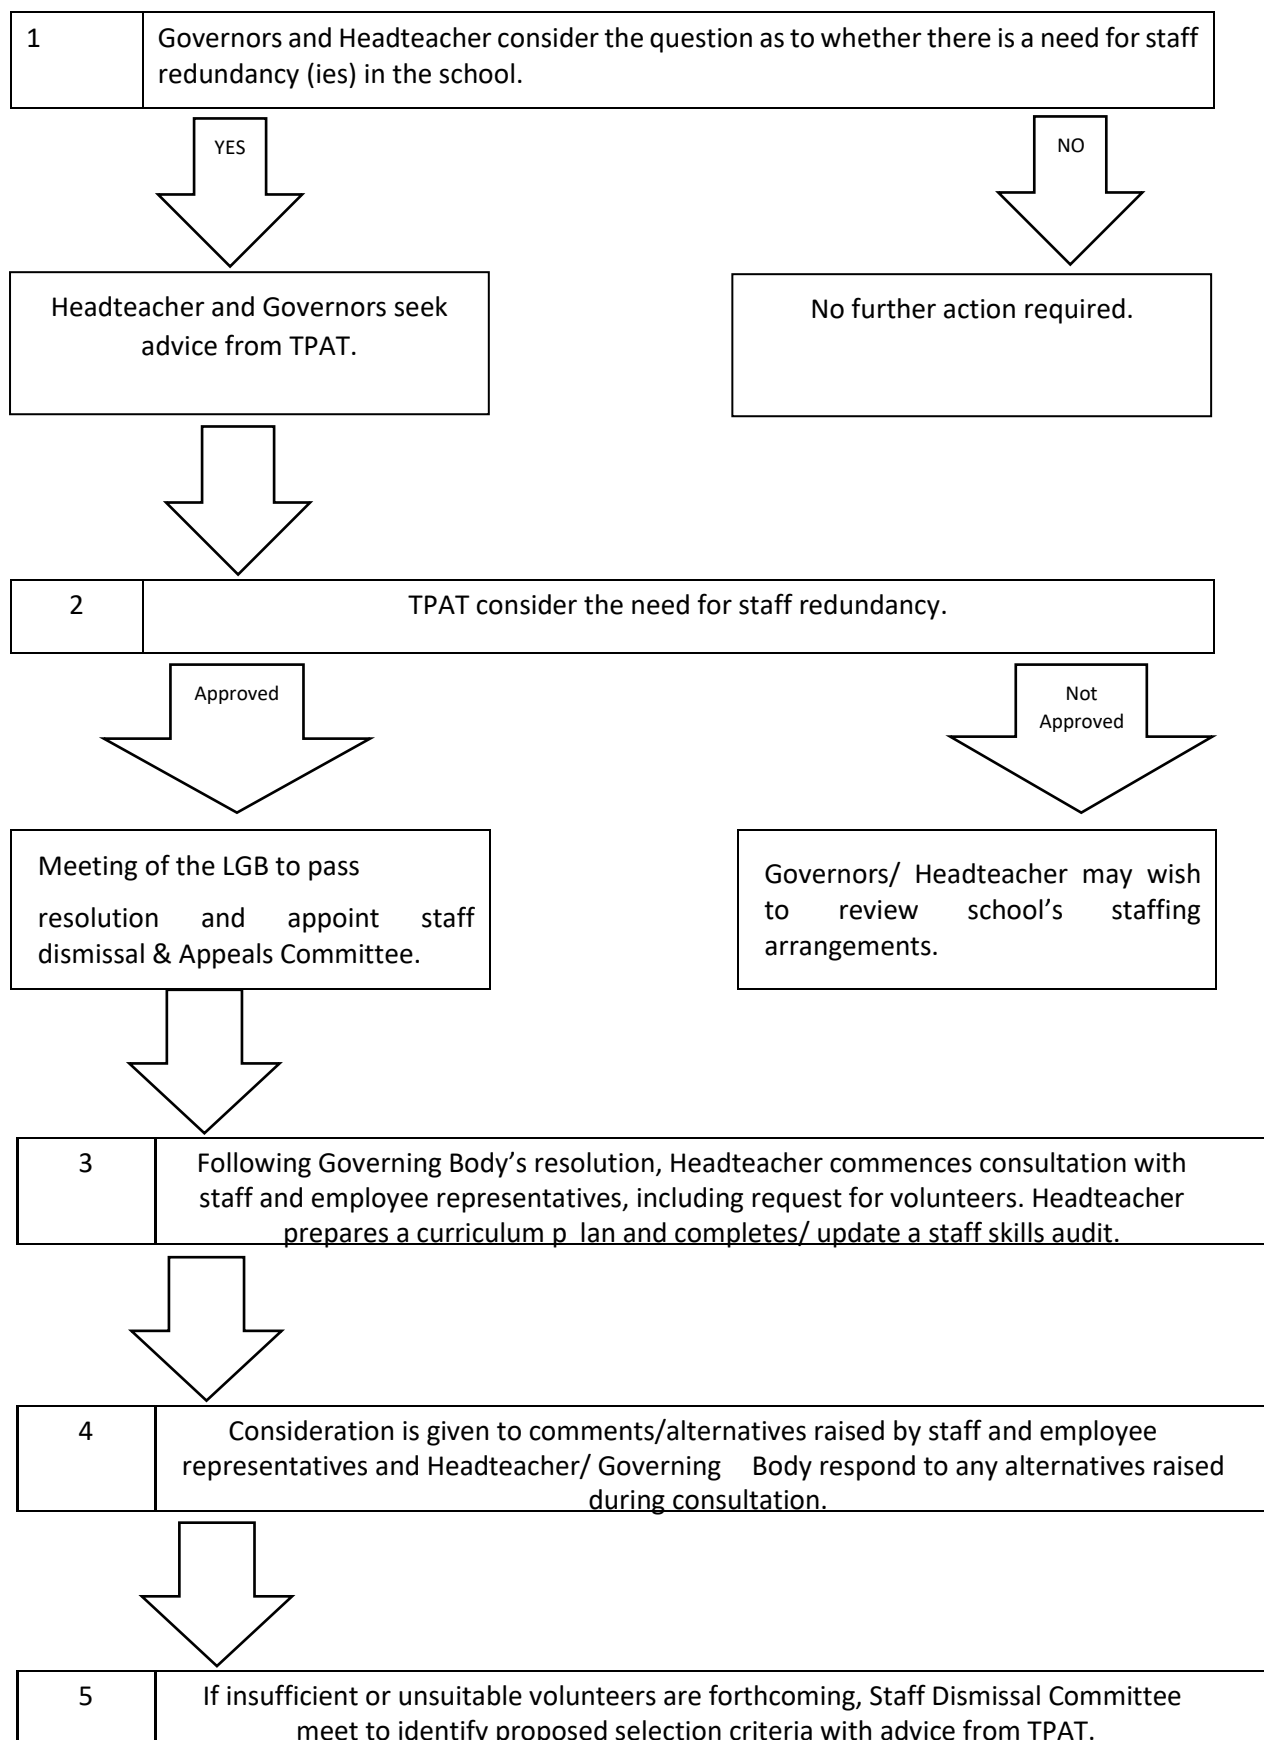 1
Governors and Headteacher consider the question as to whether there is a need for staff
redundancy (ies) in the school.
YES
NO
Headteacher and Governors seek
advice from TPAT.
No further action required.
2
TPAT consider the need for staff redundancy.
Approved
Not
Approved
Meeting of the LGB to pass
resolution and appoint staff
dismissal & Appeals Committee.
Governors/ Headteacher may wish
to review school’s staffing
arrangements.
3
Following Governing Body’s resolution, Headteacher commences consultation with
staff and employee representatives, including request for volunteers. Headteacher
prepares a curriculum p lan and completes/ update a staff skills audit.
4
Consideration is given to comments/alternatives raised by staff and employee
representatives and Headteacher/ Governing Body respond to any alternatives raised
during consultation.
5
If insufficient or unsuitable volunteers are forthcoming, Staff Dismissal Committee
meet to identify proposed selection criteria with advice from TPAT.